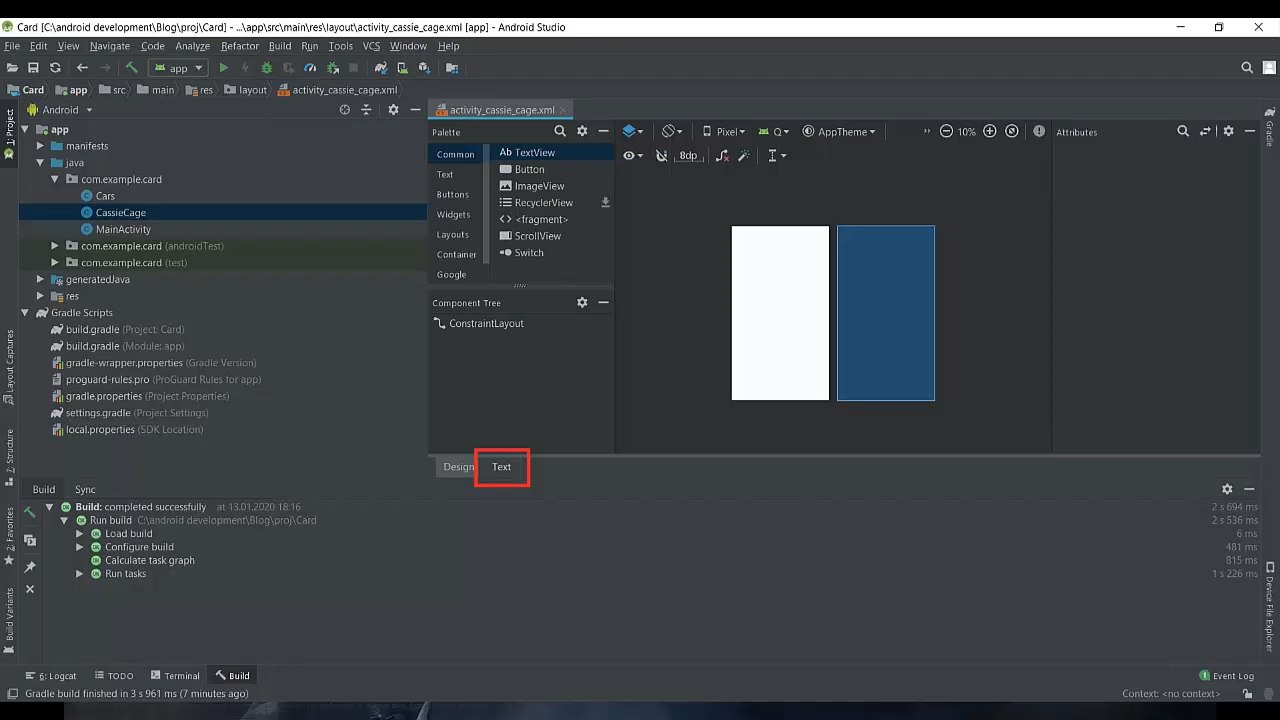 Card [C:\android development\Blog\proj\Card] - ...\app\src\main\res\layout\activity_cassie_cage.xml [app] - Android Studio
File Edit View Navigate Code Analyze Refactor Build Run Tools VCS Window Help
app
Card app src main res layout activity_cassie_cage.xml
Android
activity_cassie_cage.xml
1: Project
Layout Captures
7: Structure
2: Favorites
Build Variants
app
manifests
java
com.example.card
Cars
CassieCage
MainActivity
com.example.card (androidTest)
com.example.card (test)
generatedJava
res
Gradle Scripts
build.gradle (Project: Card)
build.gradle (Module: app)
gradle-wrapper.properties (Gradle Version)
proguard-rules.pro (ProGuard Rules for app)
gradle.properties (Project Properties)
settings.gradle (Project Settings)
local.properties (SDK Location)
Palette
Common
Text
Buttons
Widgets
Layouts
Container
Google
Ab TextView
Button
ImageView
RecyclerView
<fragment>
ScrollView
Switch
Component Tree
ConstraintLayout
Pixel Q AppTheme 10%
8dp
Attributes
Gradle
Device File Explorer
Design Text
Build Sync
Build: completed successfully at 13.01.2020 18:16 2 s 694 ms
Run build C:\android development\Blog\proj\Card 2 s 536 ms
Load build 6 ms
Configure build 481 ms
Calculate task graph 815 ms
Run tasks 1 s 226 ms
6: Logcat TODO Terminal Build 1 Event Log
Gradle build finished in 3 s 961 ms (7 minutes ago) Context: <no context>